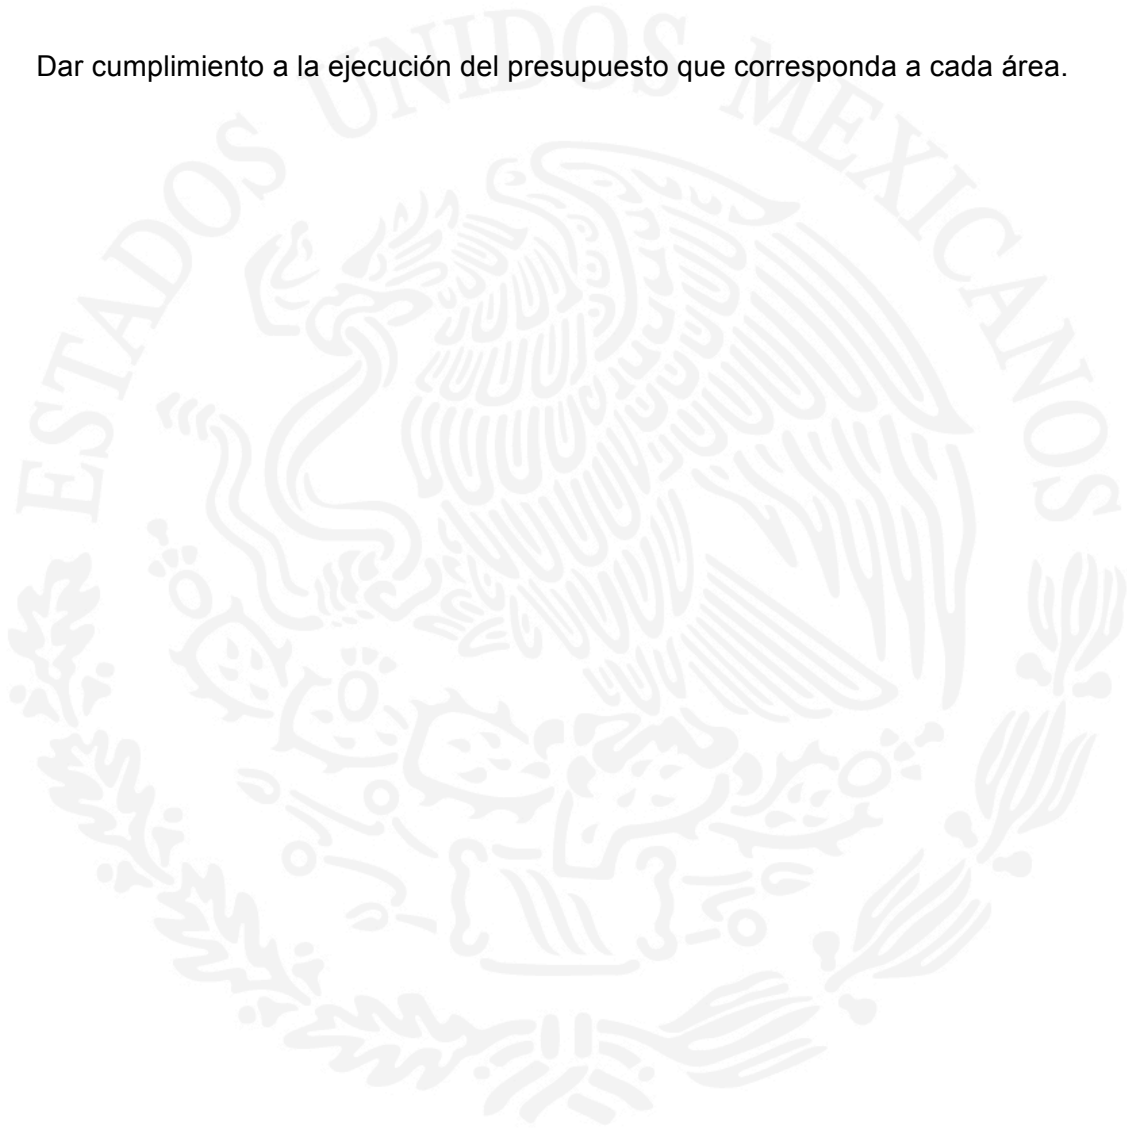 Dar cumplimiento a la ejecución del presupuesto que corresponda a cada área.
ESTADOS UNIDOS MEXICANOS